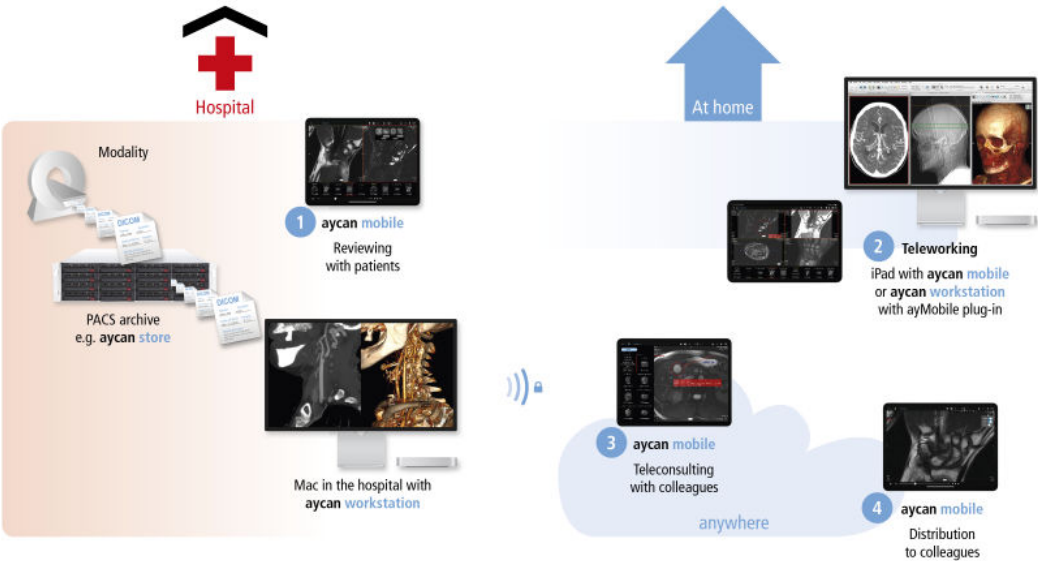 Hospital
At home
Modality
DICOM
PACS archive
e.g. aycan store
DICOM
Mac in the hospital with
aycan workstation
1
aycan mobile
Reviewing
with patients
2
Teleworking
iPad with aycan mobile
or aycan workstation
with ayMobile plug-in
3
aycan mobile
Teleconsulting
with colleagues
anywhere
4
aycan mobile
Distribution
to colleagues